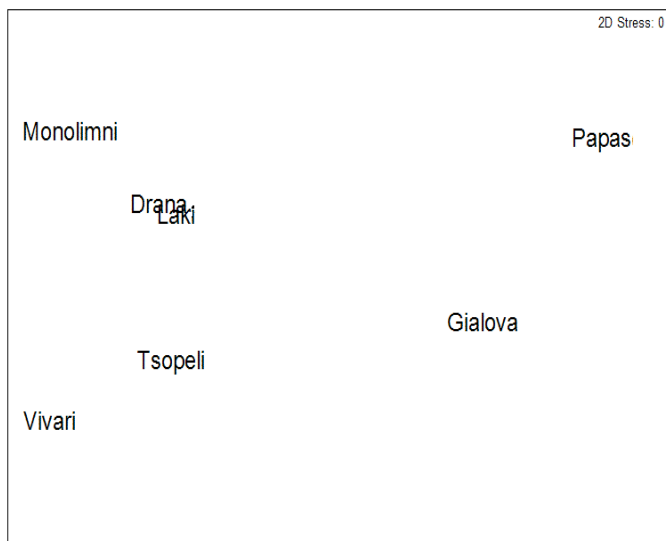 2D Stress: 0
Monolimni
Papas
Drana
Laki
Gialova
Tsopeli
Vivari